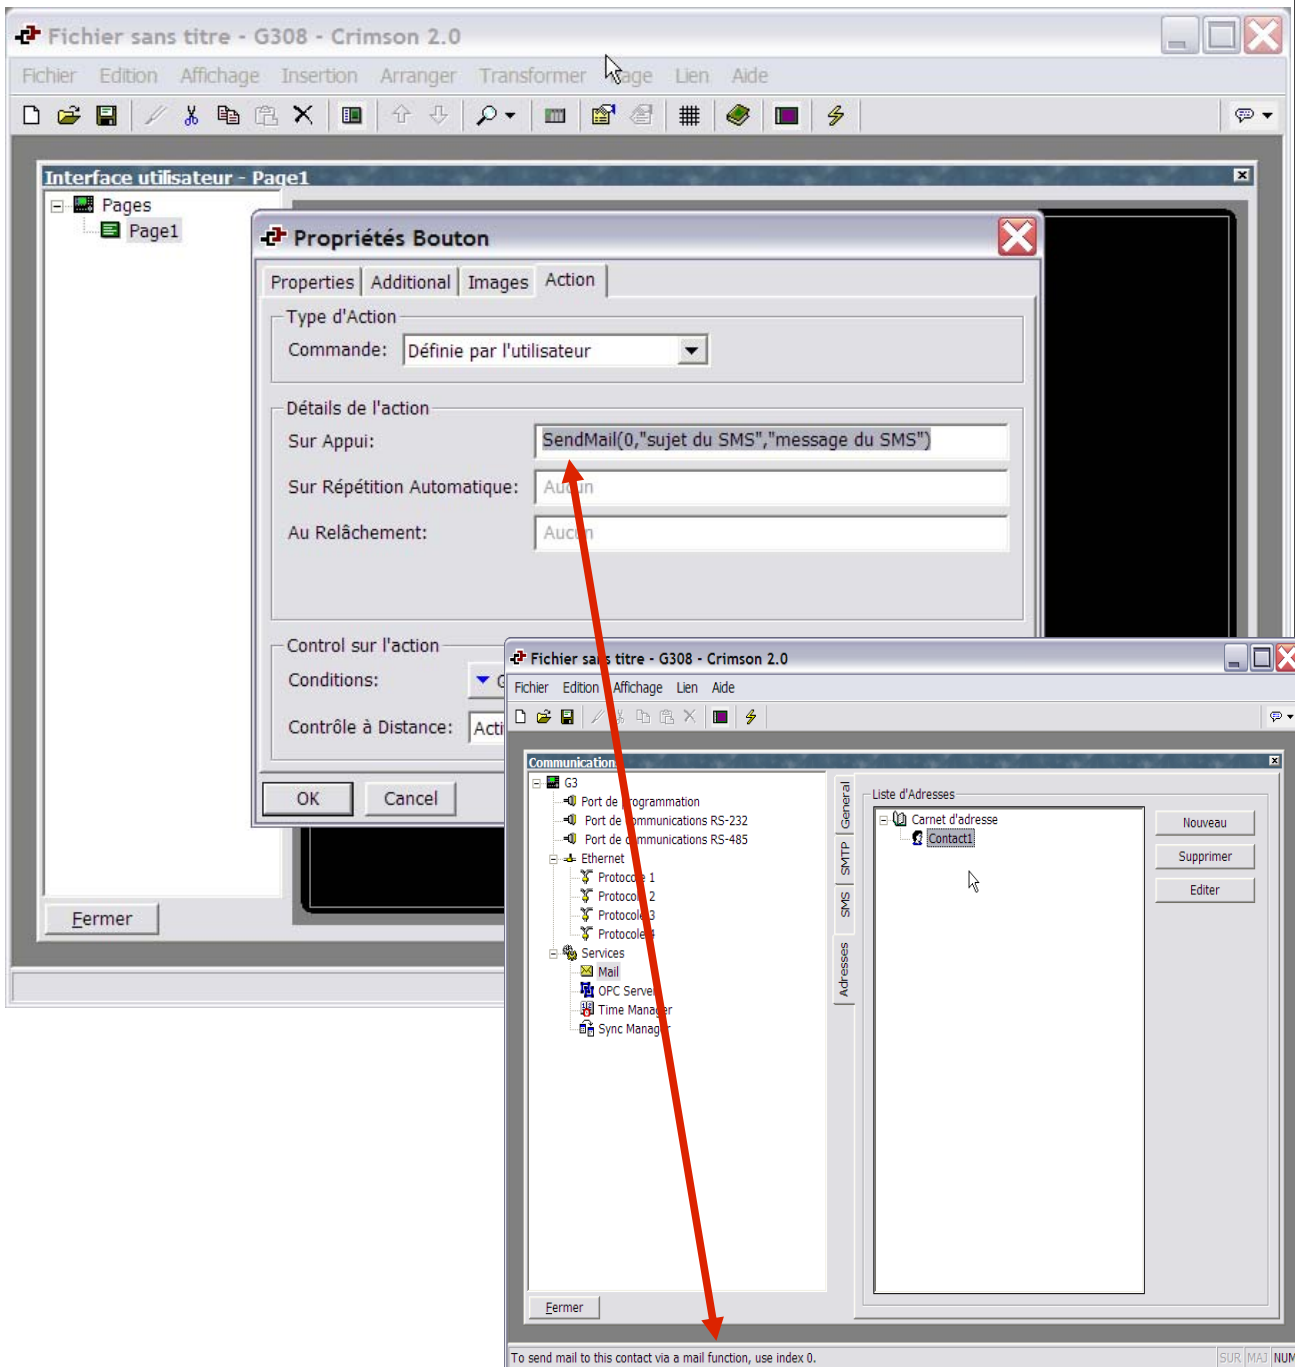 Fichier sans titre - G308 - Crimson 2.0
Fichier Edition Affichage Insertion Arranger Transformer Lien Aide
Interface utilisateur - Page1
Pages
Page1
Propriétés Bouton
Properties Additional Images Action
Type d'Action
Commande: Définie par l'utilisateur
Détails de l'action
Sur Appui: SendMail(0,"sujet du SMS","message du SMS")
Sur Répétition Automatique: Aucun
Au Relâchement: Aucun
Control sur l'action
Conditions: G
Contrôle à Distance: Acti
OK Cancel
Fermer
Fichier sans titre - G308 - Crimson 2.0
Fichier Edition Affichage Lien Aide
Communications
G3
Port de programmation
Port de communications RS-232
Port de communications RS-485
Ethernet
Protocole 1
Protocole 2
Protocole 3
Protocole 4
Services
Mail
OPC Server
Time Manager
Sync Manager
Fermer
General
SMTP
SMS
Adresses
Liste d'Adresses
Carnet d'adresse
Contact1
Nouveau
Supprimer
Editer
To send mail to this contact via a mail function, use index 0.
SUR MAJ NUM